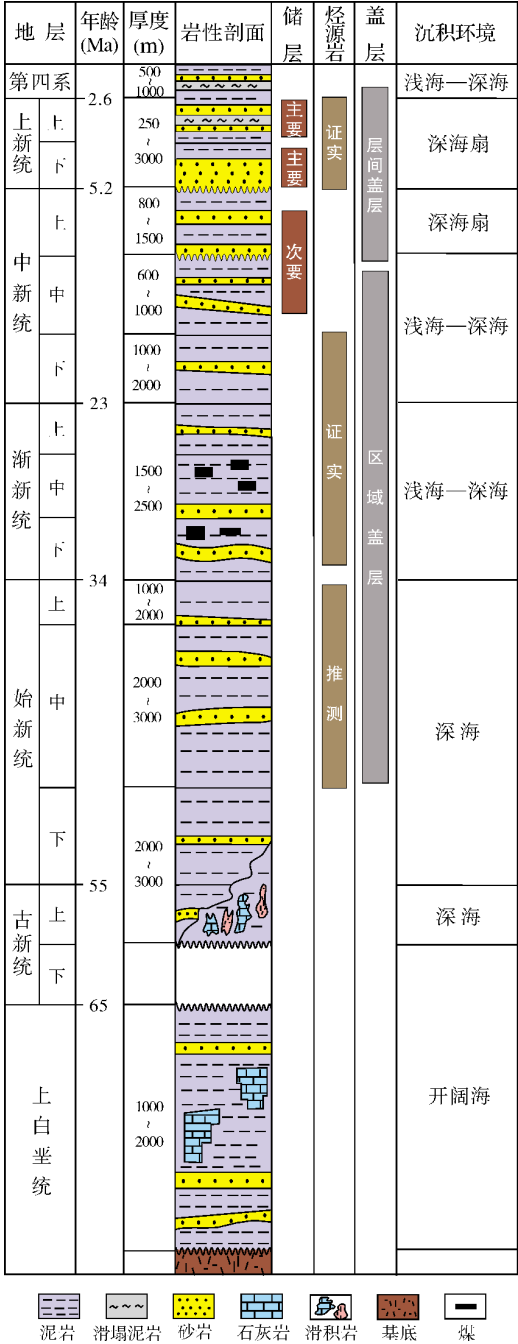 地 层
年龄
(Ma)
厚度
(m)
岩性剖面
储层
烃源岩
盖层
沉积环境
第四系
500
~
1000
浅海—深海
2.6
上新统
上
下
250
~
3000
主要
主要
证实
层间盖层
深海扇
5.2
中新统
上
中
下
800
~
1500
次要
深海扇
600
~
1000
浅海—深海
1000
~
2000
23
渐新统
上
中
下
1500
~
2500
证实
区域盖层
浅海—深海
34
始新统
上
中
下
1000
~
2000
2000
~
3000
推测
深海
2000
~
3000
55
古新统
上
下
深海
65
上白垩统
1000
~
2000
开阔海
泥岩
滑塌泥岩
砂岩
石灰岩
滑积岩
基底
煤